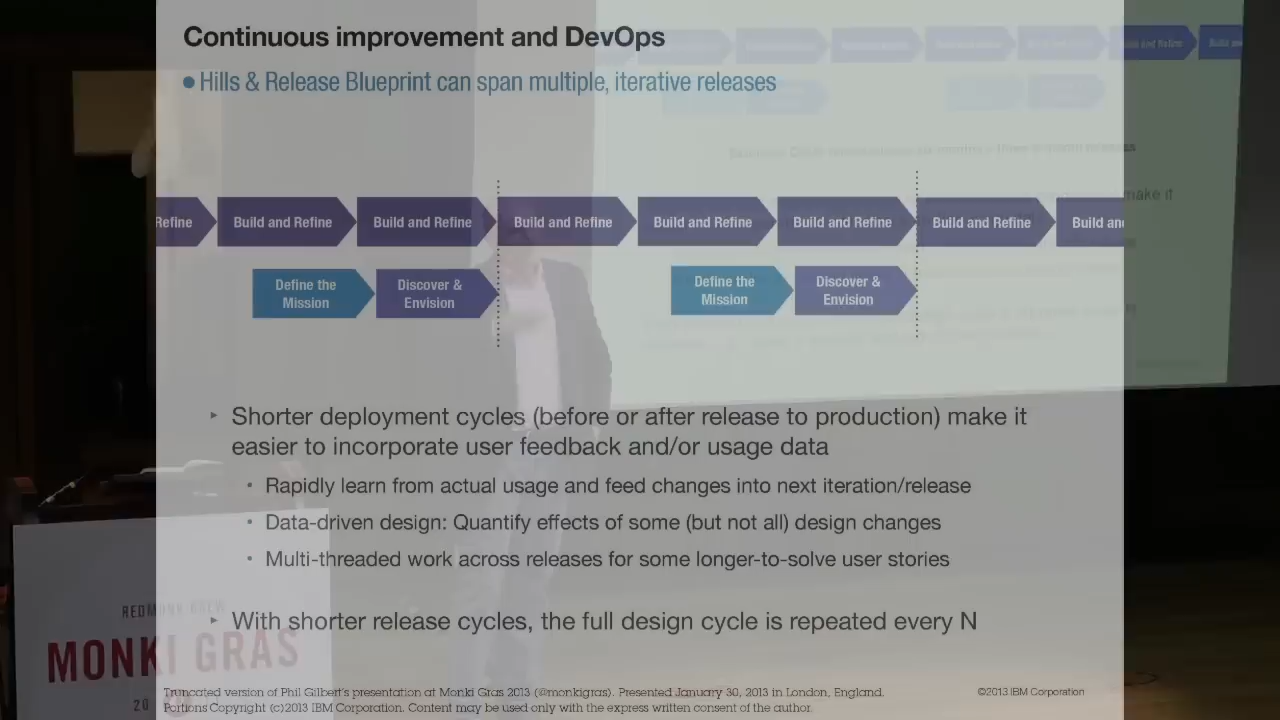 Continuous improvement and DevOps
● Hills & Release Blueprint can span multiple, iterative releases
Refine
Build and Refine
Build and Refine
Build and Refine
Build and Refine
Build and Refine
Build and Refine
Build an
Define the
Mission
Discover &
Envision
Define the
Mission
Discover &
Envision
make it
▸ Shorter deployment cycles (before or after release to production) make it
easier to incorporate user feedback and/or usage data
• Rapidly learn from actual usage and feed changes into next iteration/release
• Data-driven design: Quantify effects of some (but not all) design changes
• Multi-threaded work across releases for some longer-to-solve user stories
▸ With shorter release cycles, the full design cycle is repeated every N
REDMONK BREW
MONKI GRAS
20
Truncated version of Phil Gilbert's presentation at Monki Gras 2013 (@monkigras). Presented January 30, 2013 in London, England.
Portions Copyright (c)2013 IBM Corporation. Content may be used only with the express written consent of the author.
©2013 IBM Corporation